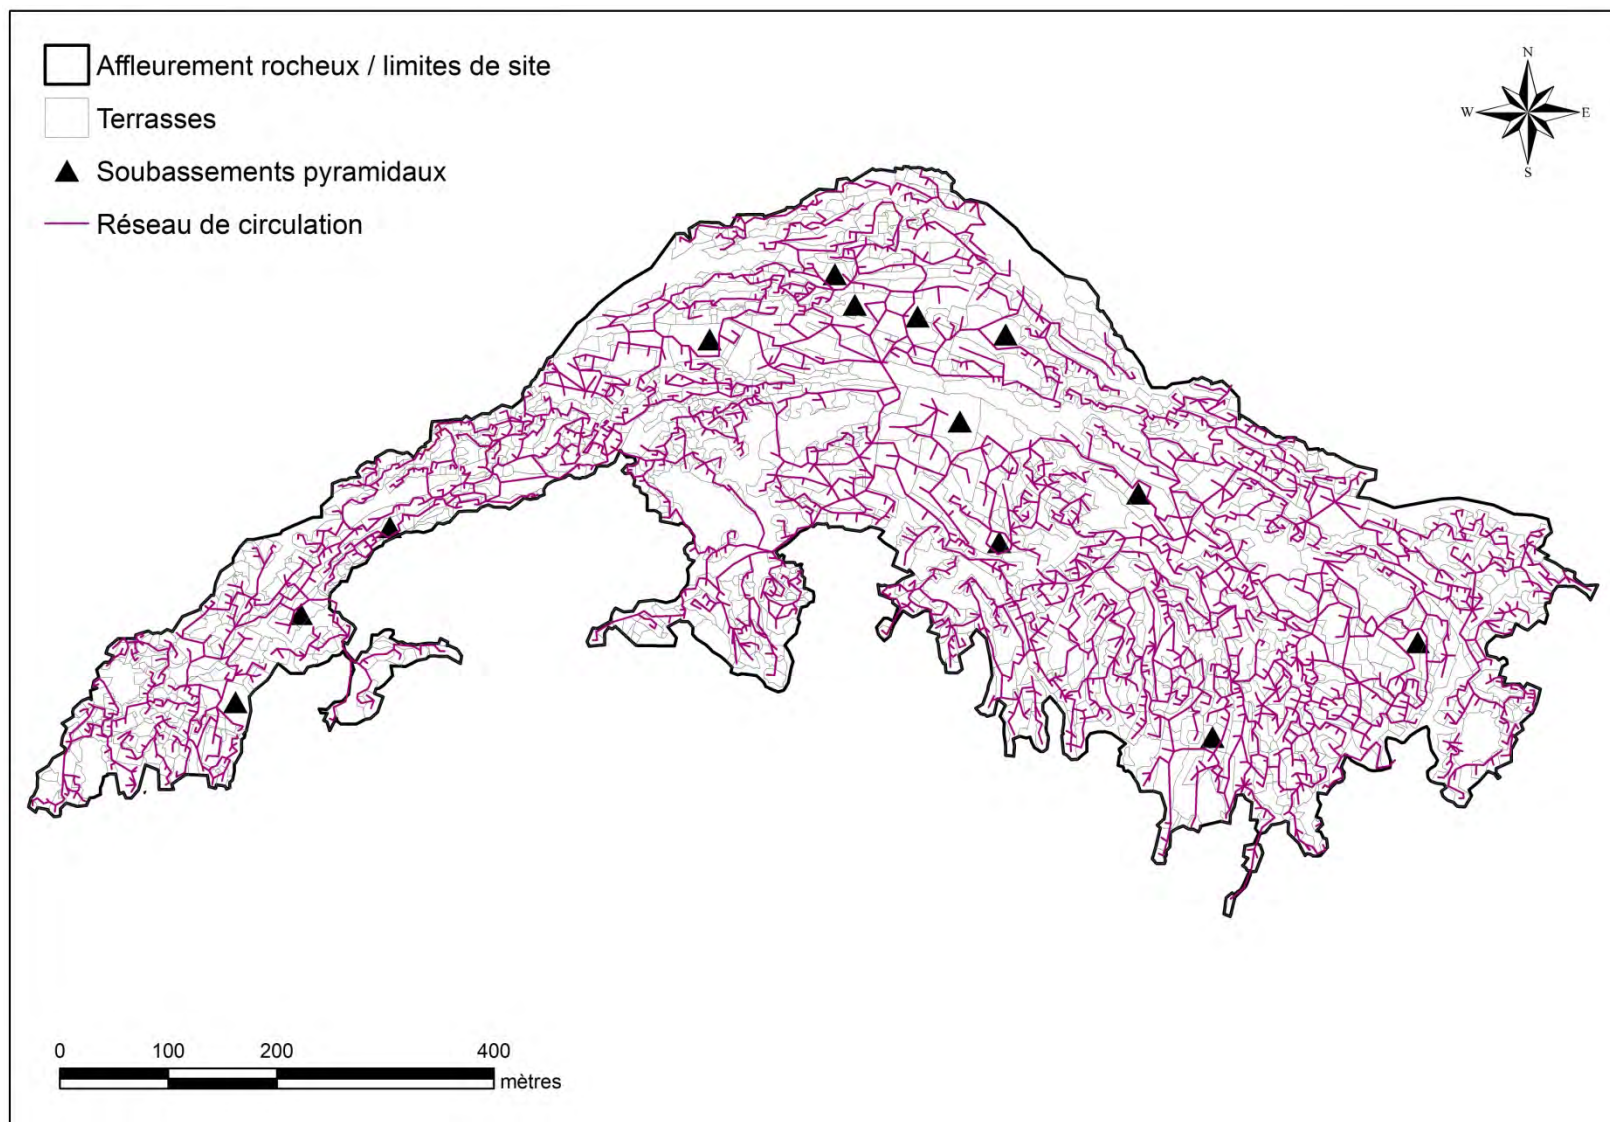 Affleurement rocheux / limites de site
Terrasses
Soubassements pyramidaux
Réseau de circulation
N
W E
S
0 100 200 400
mètres